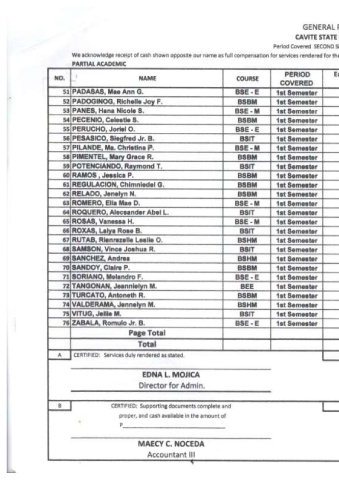 GENERAL
CAVITE STATE
Period Covered SECOND
We acknowledge receipt of cash shown opposite our name as full compensation for services rendered for the
PARTIAL ACADEMIC
NO. NAME COURSE PERIOD COVERED
51 PADASAS, Mae Ann G. BSE - E 1st Semester
52 PADOGINOG, Richelle Joy F. BSBM 1st Semester
53 PANES, Hana Nicole S. BSE - M 1st Semester
54 PECENIO, Celestie S. BSBM 1st Semester
55 PERUCHO, Joriel O. BSE - E 1st Semester
56 PESASICO, Siegfred Jr. B. BSIT 1st Semester
57 PILANDE, Ma. Christina P. BSE - M 1st Semester
58 PIMENTEL, Mary Grace R. BSBM 1st Semester
59 POTENCIANDO, Raymond T. BSIT 1st Semester
60 RAMOS , Jessica P. BSBM 1st Semester
61 REGULACION, Chimniedel G. BSBM 1st Semester
62 RELADO, Jenalyn N. BSBM 1st Semester
63 ROMERO, Ella Mae D. BSE - M 1st Semester
64 ROQUERO, Alecsander Abel L. BSIT 1st Semester
65 ROSAS, Vanessa H. BSE - M 1st Semester
66 ROXAS, Laiya Rose B. BSIT 1st Semester
67 RUTAB, Rienrezelle Leslie O. BSHM 1st Semester
68 SAMSON, Vince Joshua R. BSIT 1st Semester
69 SANCHEZ, Andrea BSHM 1st Semester
70 SANDOY, Claire P. BSBM 1st Semester
71 SORIANO, Melandro F. BSE - E 1st Semester
72 TANGONAN, Jeannielyn M. BEE 1st Semester
73 TURCATO, Antoneth R. BSBM 1st Semester
74 VALDERAMA, Jennelyn M. BSHM 1st Semester
75 VITUG, Jellie M. BSIT 1st Semester
76 ZABALA, Romulo Jr. B. BSE - E 1st Semester
Page Total
Total
A CERTIFIED: Services duly rendered as stated.
EDNA L. MOJICA
Director for Admin.
B CERTIFIED: Supporting documents complete and
proper, and cash available in the amount of
P
MAECY C. NOCEDA
Accountant III